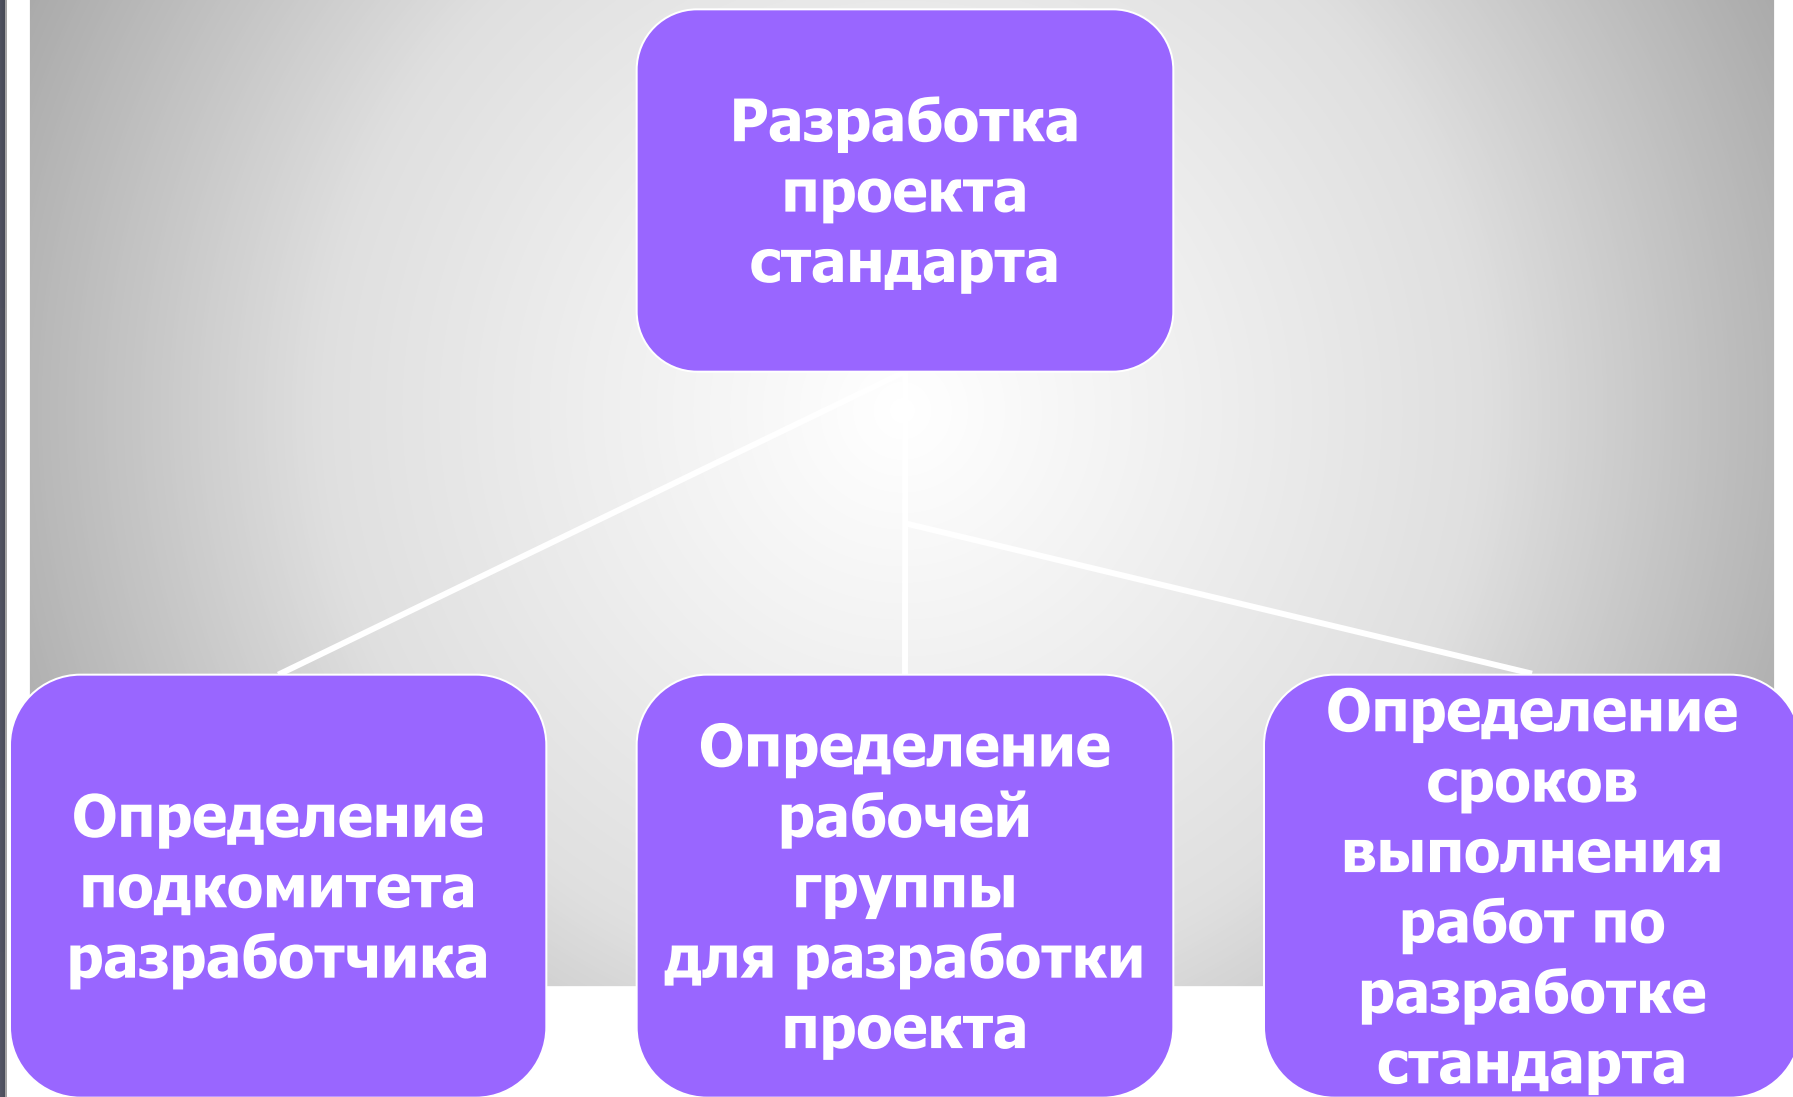 Разработка
проекта
стандарта
Определение
подкомитета
разработчика
Определение
рабочей
группы
для разработки
проекта
Определение
сроков
выполнения
работ по
разработке
стандарта